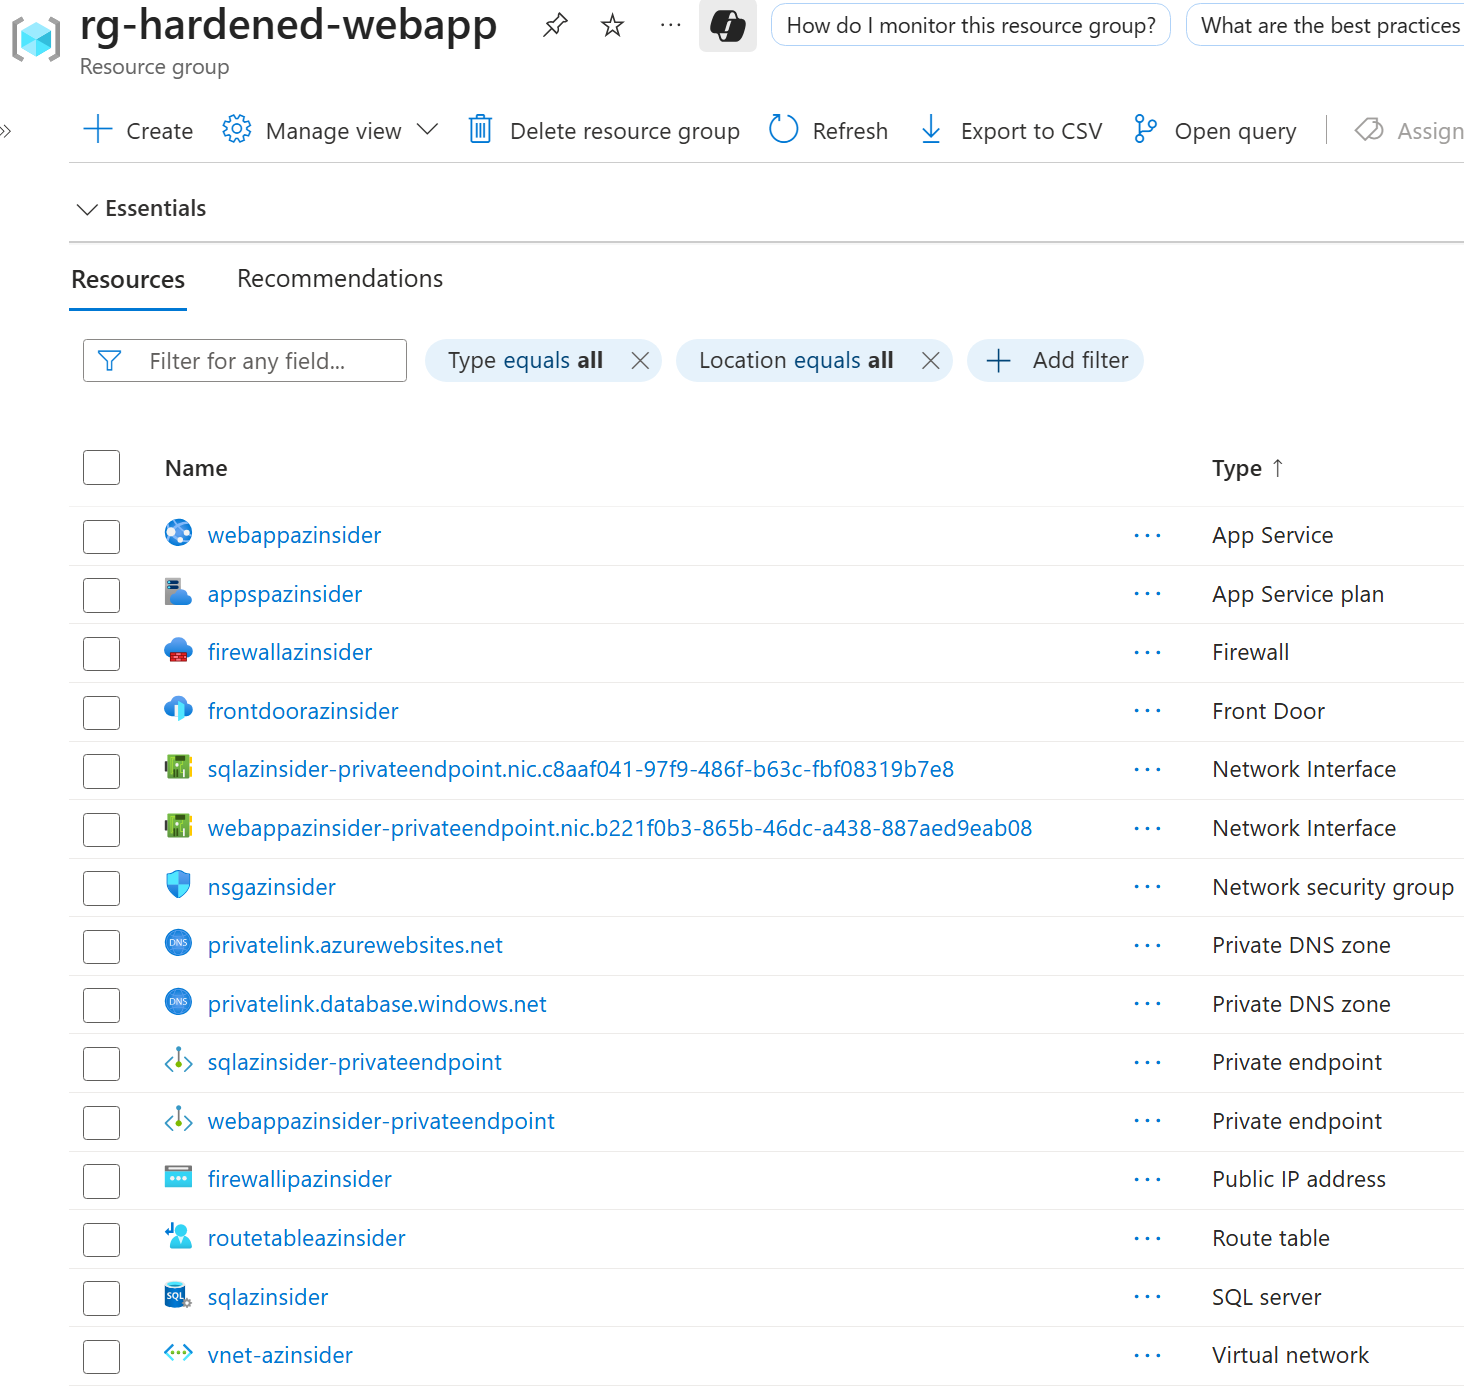 rg-hardened-webapp
How do I monitor this resource group?
What are the best practices
Resource group
Create
Manage view
Delete resource group
Refresh
Export to CSV
Open query
Assign
Essentials
Resources
Recommendations
Filter for any field...
Type equals all
Location equals all
Add filter
Name Type ↑
webappazinsider ... App Service
appspazinsider ... App Service plan
firewallazinsider ... Firewall
frontdoorazinsider ... Front Door
sqlazinsider-privateendpoint.nic.c8aaf041-97f9-486f-b63c-fbf08319b7e8 ... Network Interface
webappazinsider-privateendpoint.nic.b221f0b3-865b-46dc-a438-887aed9eab08 ... Network Interface
nsgazinsider ... Network security group
DNS privatelink.azurewebsites.net ... Private DNS zone
DNS privatelink.database.windows.net ... Private DNS zone
sqlazinsider-privateendpoint ... Private endpoint
webappazinsider-privateendpoint ... Private endpoint
firewallipazinsider ... Public IP address
routetableazinsider ... Route table
SQL sqlazinsider ... SQL server
vnet-azinsider ... Virtual network